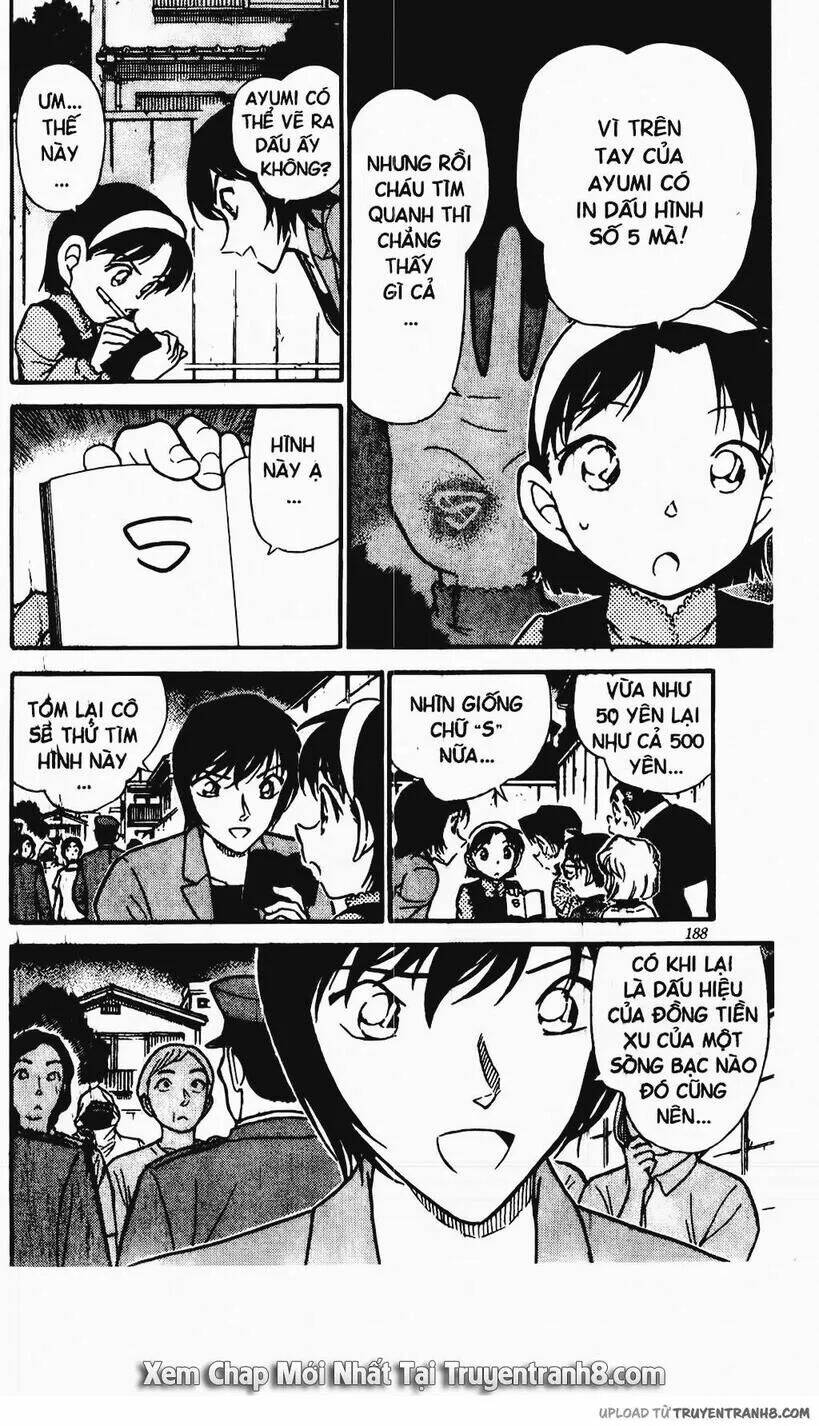 VÌ TRÊN
TAY CỦA
AYUMI CÓ
IN DẤU HÌNH
SỐ 5 MÀ!
NHƯNG RỒI
CHÁU TÌM
QUANH THÌ
CHẲNG
THẤY
GÌ CẢ
...
AYUMI CÓ
THỂ VẼ RA
DẤU ẤY
KHÔNG?
ƯM...
THẾ
NÀY
...
HÌNH
NÀY Ạ
...
5
VỪA NHƯ
50 YÊN LẠI
NHƯ CẢ 500
YÊN...
NHÌN GIỐNG
CHỮ "S"
NỮA...
TÓM LẠI CÔ
SẼ THỬ TÌM
HÌNH NÀY
...
188
CÓ KHI LẠI
LÀ DẤU HIỆU
CỦA ĐỒNG TIỀN
XU CỦA MỘT
SÒNG BẠC NÀO
ĐÓ CŨNG
NÊN...
Xem Chap Mới Nhất Tại Truyentranh8.com
UPLOAD TỪ TRUYENTRANH8.COM